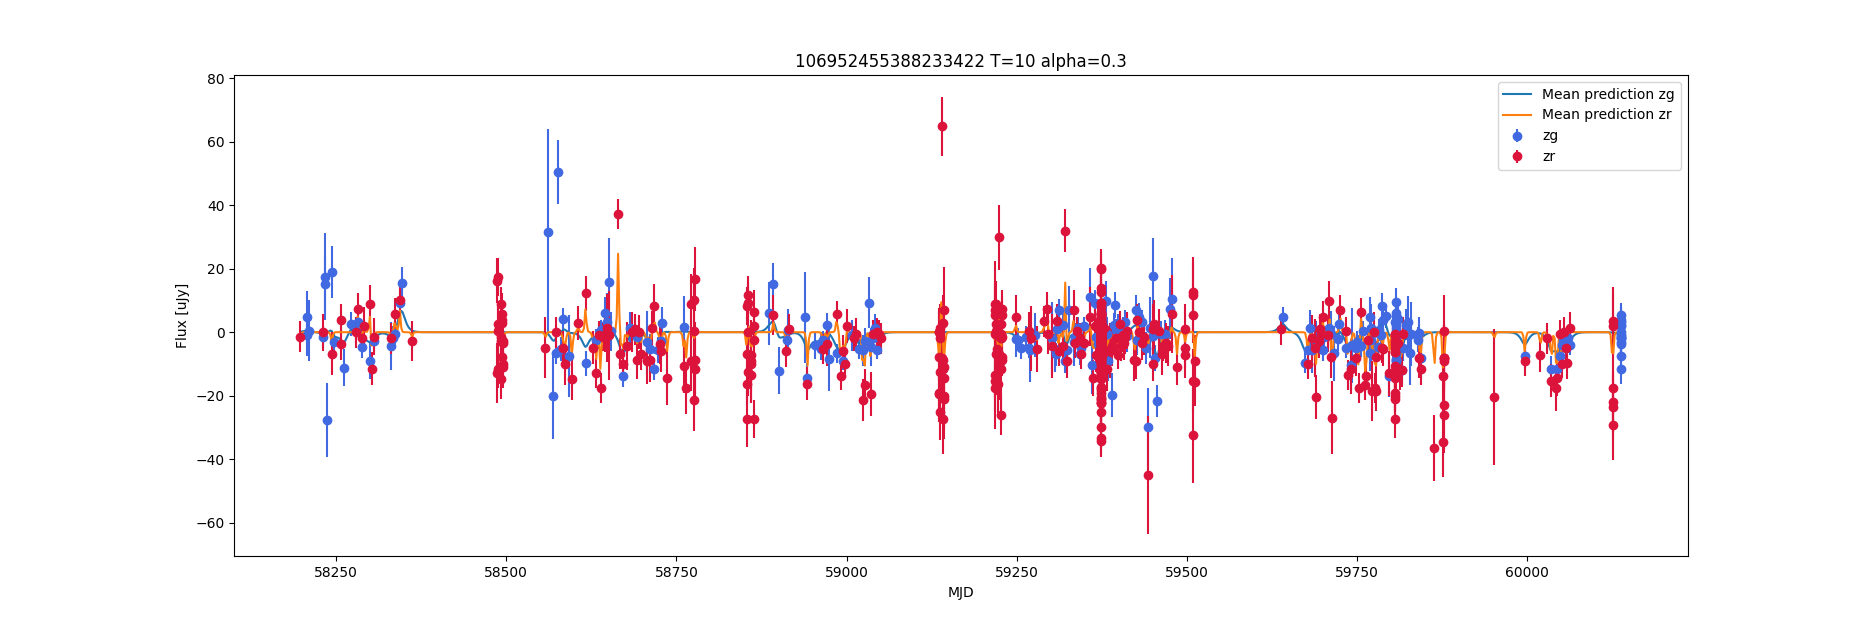 106952455388233422 T=10 alpha=0.3
Mean prediction zg
Mean prediction zr
zg
zr
80
60
40
20
0
−20
−40
−60
Flux [uJy]
58250
58500
58750
59000
59250
59500
59750
60000
MJD